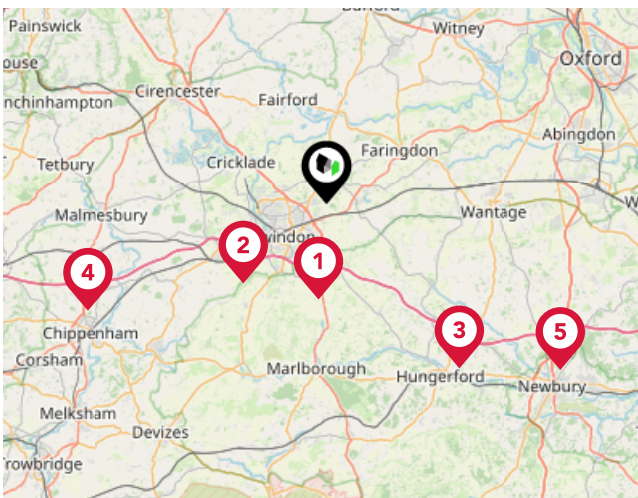 Painswick
Witney
Oxford
Cirencester
nchinhampton
Fairford
Abingdon
Tetbury
Cricklade
Faringdon
Malmesbury
Wantage
W
2
windon
1
4
3
5
Chippenham
Corsham
Marlborough
Hungerford
Newbury
Melksham
Devizes
Trowbridge